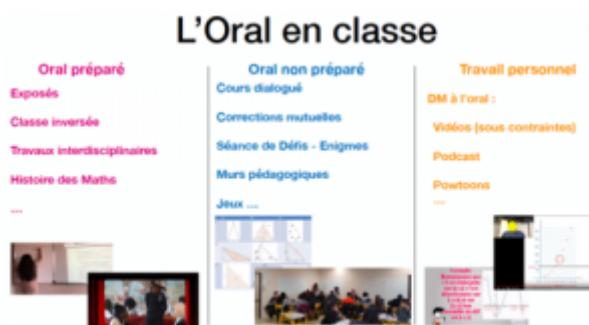 L'Oral en classe
Oral préparé
Exposés
Classe inversée
Travaux interdisciplinaires
Histoire des Maths
....
Oral non préparé
Cours dialogué
Corrections mutuelles
Séance de Défis - Enigmes
Murs pédagogiques
Jeux ...
Travail personnel
DM à l'oral :
Vidéos (sous contraintes)
Podcast
Powtoons
...